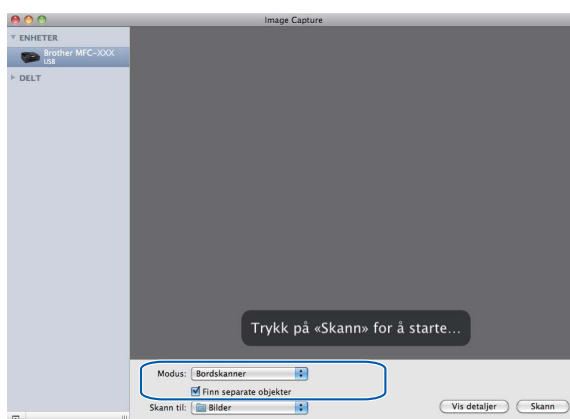 Image Capture
ENHETER
Brother MFC-XXX
USB
DELT
Trykk på «Skann» for å starte...
Modus: Bordskanner
Finn separate objekter
Skann til: Bilder
Vis detaljer Skann